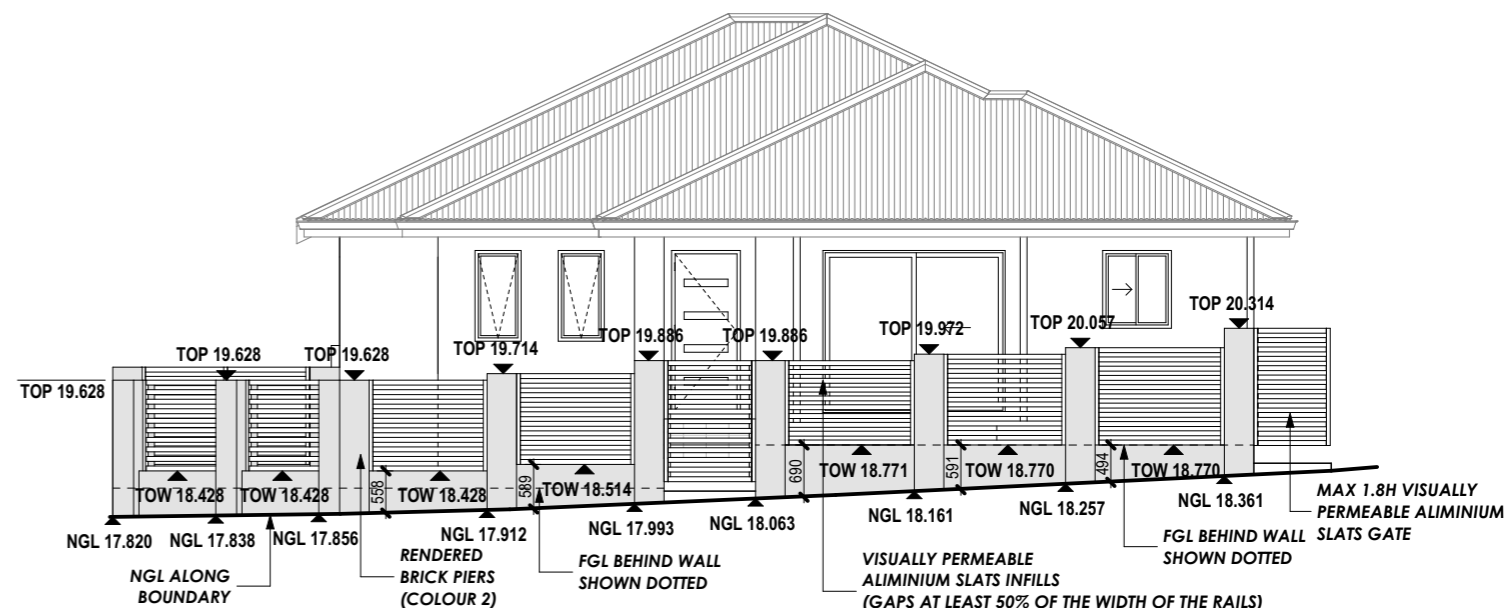 TOP 20.314
TOP 20.057
TOP 19.972
TOP 19.886
TOP 19.886
TOP 19.714
TOP 19.628
TOP 19.628
TOP 19.628
TOW 18.428
TOW 18.428
558
TOW 18.428
589
TOW 18.514
690
TOW 18.771
591
TOW 18.770
494
TOW 18.770
NGL 17.820
NGL 17.838
NGL 17.856
NGL 17.912
NGL 17.993
NGL 18.063
NGL 18.161
NGL 18.257
NGL 18.361
NGL ALONG
BOUNDARY
RENDERED
BRICK PIERS
(COLOUR 2)
FGL BEHIND WALL
SHOWN DOTTED
VISUALLY PERMEABLE
ALIMINIUM SLATS INFILLS
(GAPS AT LEAST 50% OF THE WIDTH OF THE RAILS)
FGL BEHIND WALL
SHOWN DOTTED
MAX 1.8H VISUALLY
PERMEABLE ALIMINIUM
SLATS GATE